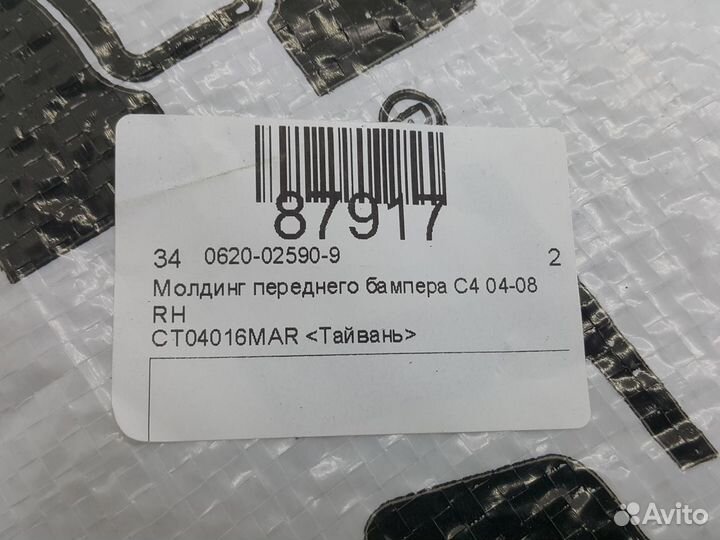 87917
34 0620-02590-9 2
Молдинг переднего бампера C4 04-08
RH
CT04016MAR <Тайвань>
Avito